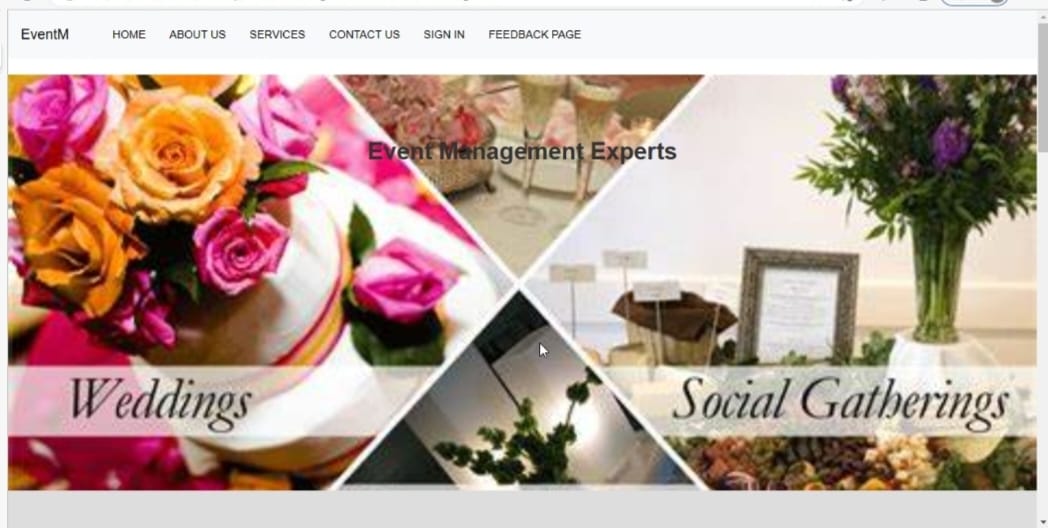 EventM HOME ABOUT US SERVICES CONTACT US SIGN IN FEEDBACK PAGE
Event Management Experts
Weddings
Social Gatherings